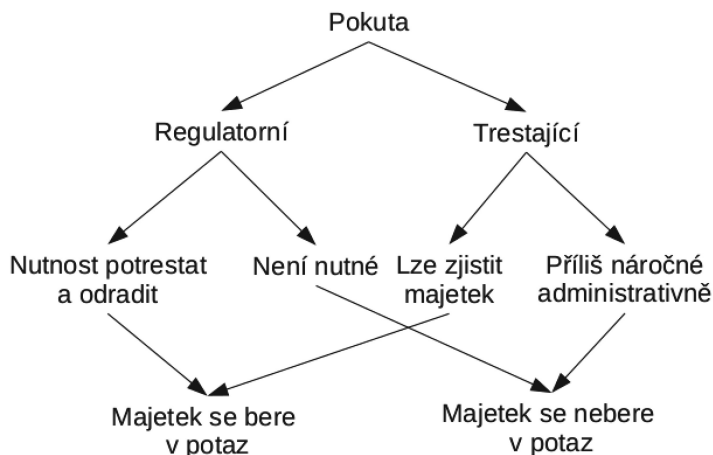 Pokuta
Regulatorní
Trestající
Nutnost potrestat
a odradit
Není nutné
Lze zjistit
majetek
Příliš náročné
administrativně
Majetek se bere
v potaz
Majetek se nebere
v potaz